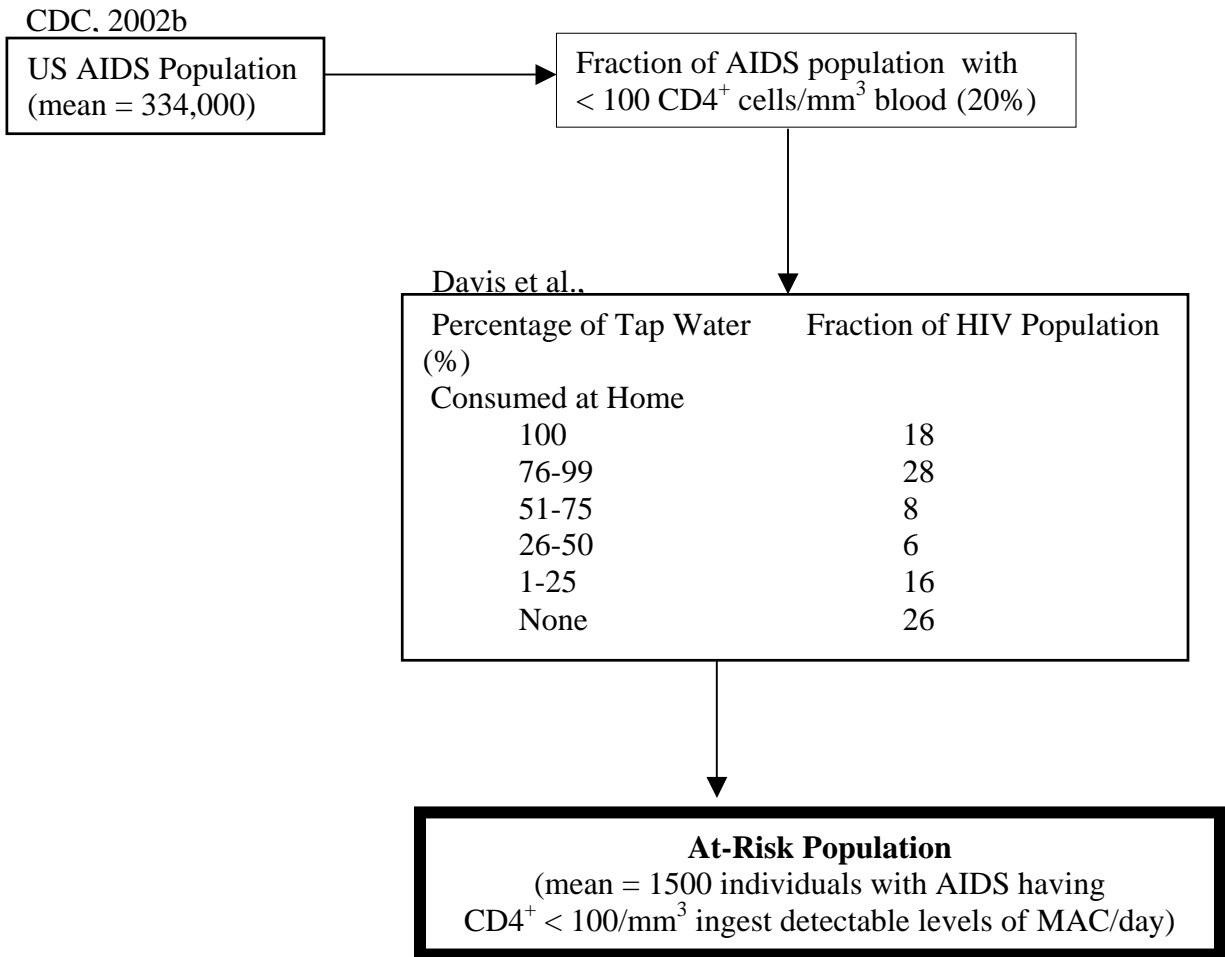 CDC, 2002b
US AIDS Population
(mean = 334,000)
Fraction of AIDS population with
< 100 CD4⁺ cells/mm³ blood (20%)
Davis et al.,
Percentage of Tap Water Fraction of HIV Population
(%)
Consumed at Home
100 18
76-99 28
51-75 8
26-50 6
1-25 16
None 26
At-Risk Population
(mean = 1500 individuals with AIDS having
CD4⁺ < 100/mm³ ingest detectable levels of MAC/day)